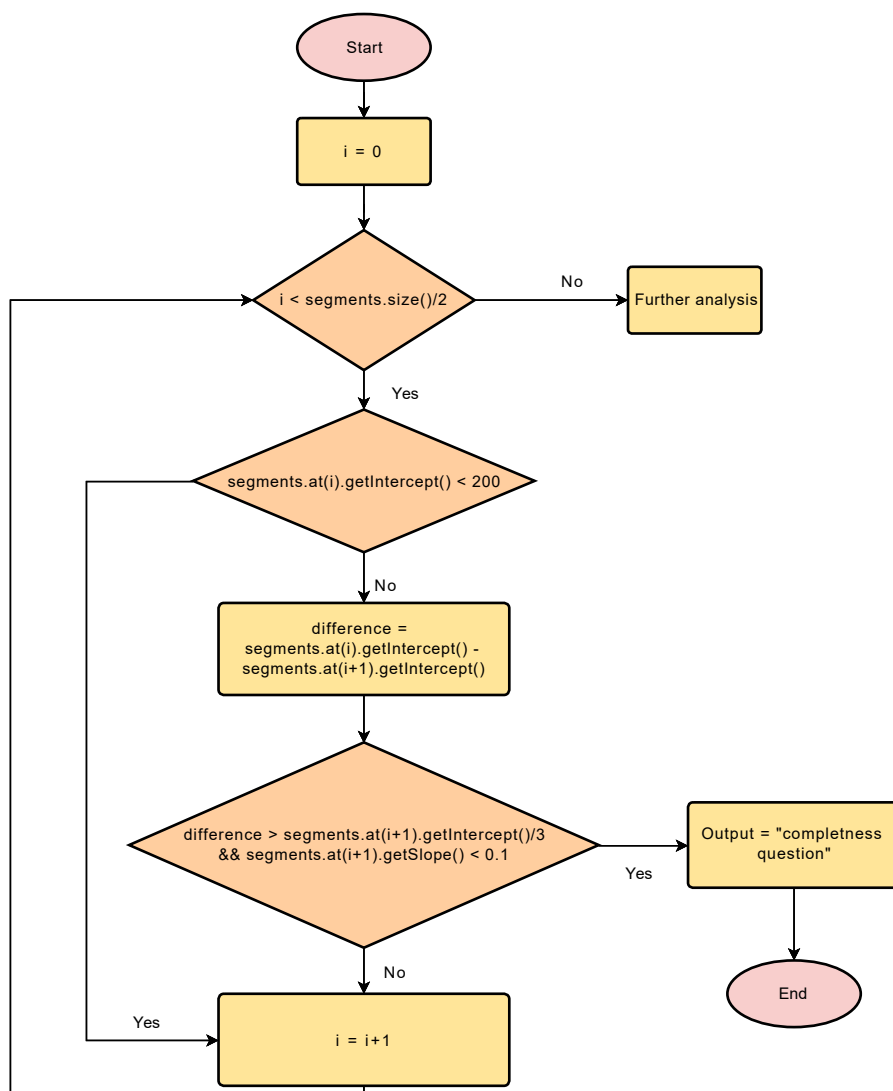 Start
i = 0
i < segments.size()/2
No
Further analysis
Yes
segments.at(i).getIntercept() < 200
No
difference =
segments.at(i).getIntercept() -
segments.at(i+1).getIntercept()
difference > segments.at(i+1).getIntercept()/3
&& segments.at(i+1).getSlope() < 0.1
Yes
Output = "completness
question"
No
End
Yes
i = i+1